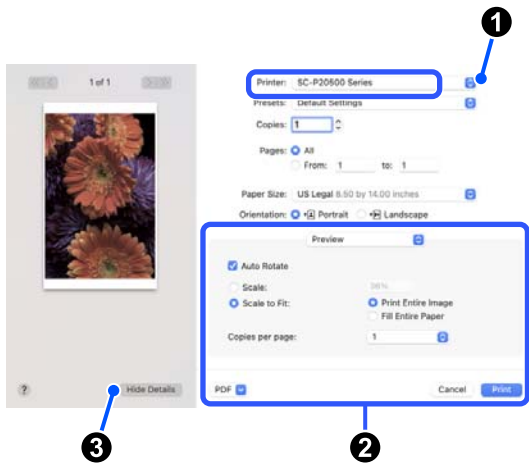 1
1 of 1
Printer: SC-P20500 Series
Presets: Default Settings
Copies: 1
Pages: All
From: 1 to: 1
Paper Size: US Legal 8.50 by 14.00 inches
Orientation: Portrait Landscape
Preview
Auto Rotate
Scale: 36%
Scale to Fit: Print Entire Image
Fill Entire Paper
Copies per page: 1
? Hide Details PDF Cancel Print
3 2